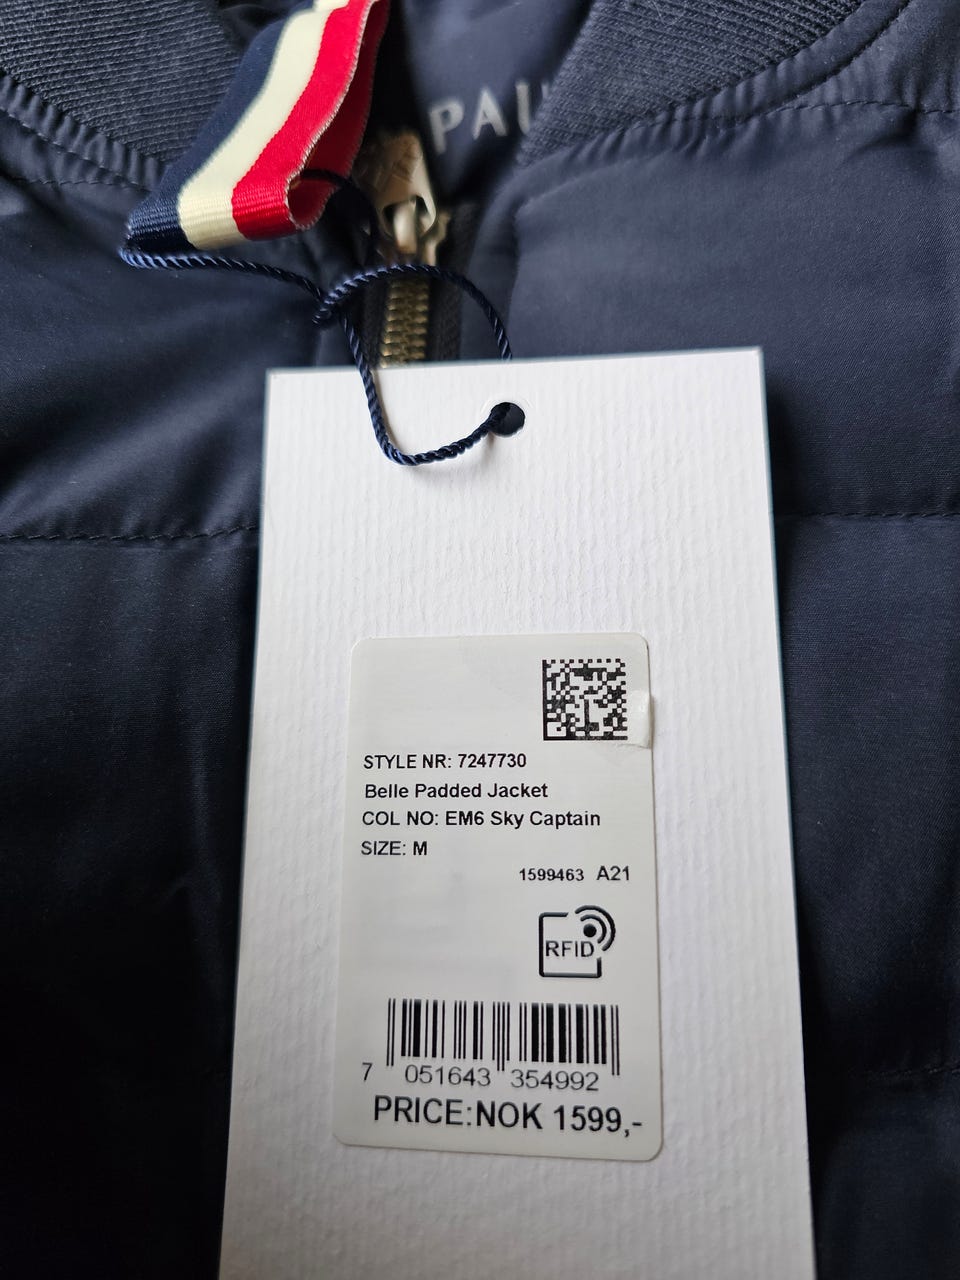 PAU
STYLE NR: 7247730
Belle Padded Jacket
COL NO: EM6 Sky Captain
SIZE: M
1599463 A21
RFID
7 051643 354992
PRICE:NOK 1599,-